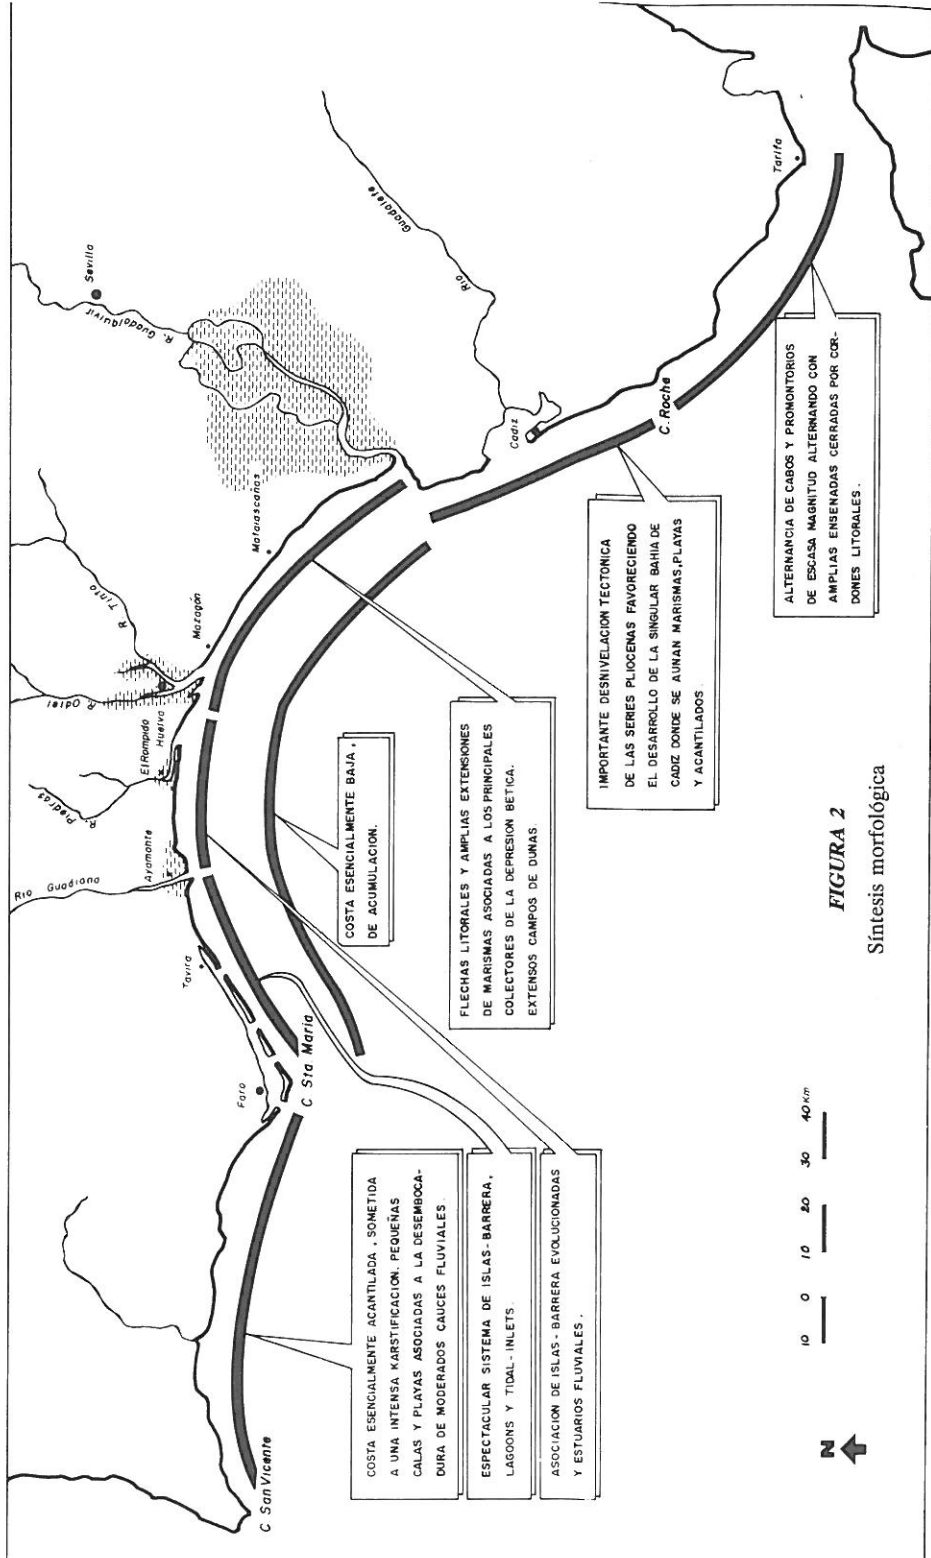 Sevilla
R. Guadalquivir
Rio Guadalete
Tarifa
Cadiz
C. Roche
Matalascañas
Mazagón
R. Tinto
R. Odiel
Huelva
El Rompido
R. Piedras
Ayamonte
Rio Guadiana
Tavira
Faro
C. Sta. Maria
C. San Vicente
COSTA ESENCIALMENTE ACANTILADA, SOMETIDA
A UNA INTENSA KARSTIFICACION. PEQUEÑAS
CALAS Y PLAYAS ASOCIADAS A LA DESEMBOCA-
DURA DE MODERADOS CAUCES FLUVIALES.
ESPECTACULAR SISTEMA DE ISLAS-BARRERA,
LAGOONS Y TIDAL-INLETS.
ASOCIACION DE ISLAS-BARRERA EVOLUCIONADAS
Y ESTUARIOS FLUVIALES.
COSTA ESENCIALMENTE BAJA,
DE ACUMULACION.
FLECHAS LITORALES Y AMPLIAS EXTENSIONES
DE MARISMAS ASOCIADAS A LOS PRINCIPALES
COLECTORES DE LA DEPRESION BETICA.
EXTENSOS CAMPOS DE DUNAS.
IMPORTANTE DESNIVELACION TECTONICA
DE LAS SERIES PLIOCENAS FAVORECIENDO
EL DESARROLLO DE LA SINGULAR BAHIA DE
CADIZ DONDE SE AUNAN MARISMAS, PLAYAS
Y ACANTILADOS.
ALTERNANCIA DE CABOS Y PROMONTORIOS
DE ESCASA MAGNITUD ALTERNANDO CON
AMPLIAS ENSENADAS CERRADAS POR COR-
DONES LITORALES.
N
10 0 10 20 30 40 Km
FIGURA 2
Síntesis morfológica